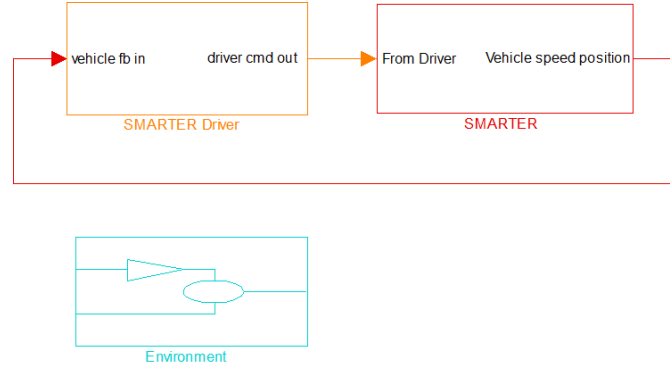 vehicle fb in
driver cmd out
From Driver
Vehicle speed position
SMARTER Driver
SMARTER
Environment